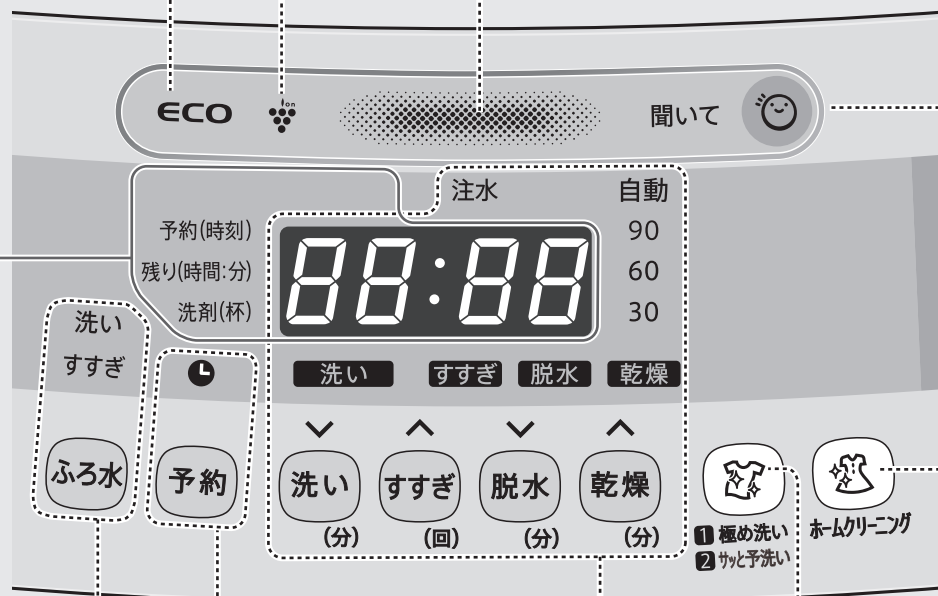 ECO
ion
聞いて
注水
自動
予約(時刻)
90
残り(時間:分)
60
洗剤(杯)
30
88:88
洗い
すすぎ
洗い
すすぎ
脱水
乾燥
ふろ水
予約
洗い
すすぎ
脱水
乾燥
(分)
(回)
(分)
(分)
1 極め洗い
2 サッと予洗い
ホームクリーニング